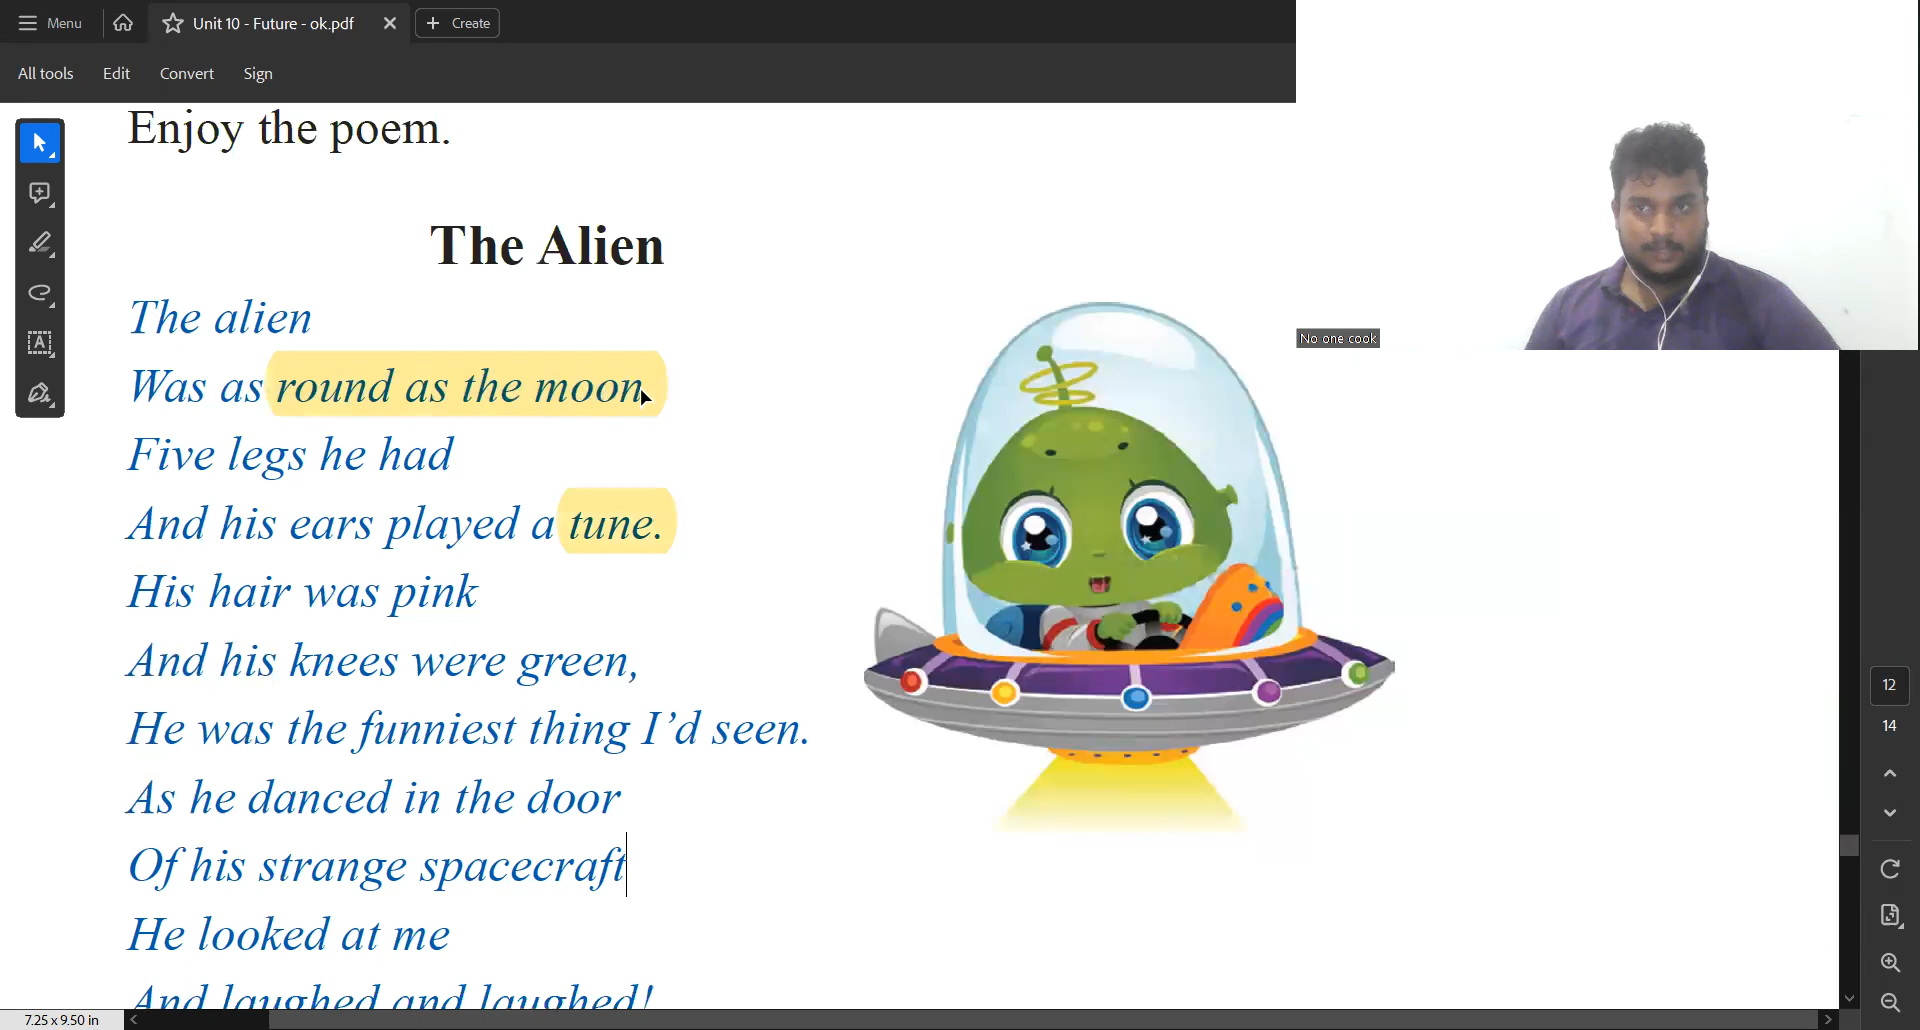 Menu
Unit 10 - Future - ok.pdf
Create
All tools
Edit
Convert
Sign
Enjoy the poem.
The Alien
The alien
Was as round as the moon.
Five legs he had
And his ears played a tune.
His hair was pink
And his knees were green,
He was the funniest thing I’d seen.
As he danced in the door
Of his strange spacecraft
He looked at me
And laughed and laughed!
No one cook
12
14
7.25 x 9.50 in